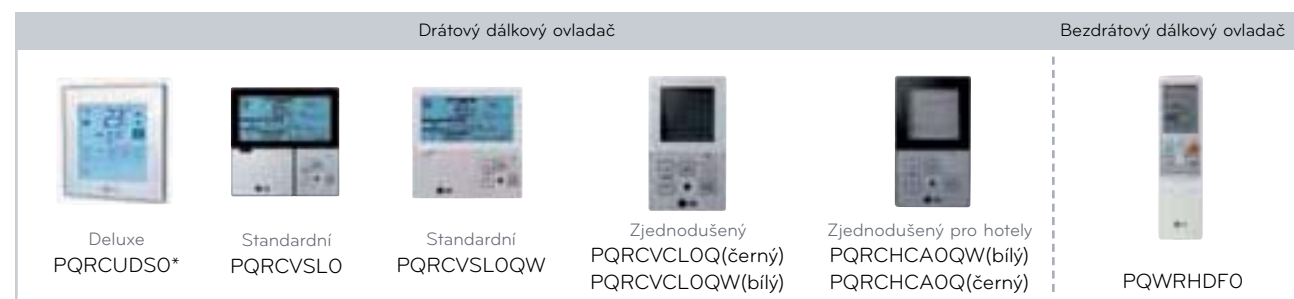 Drátový dálkový ovladač
Bezdrátový dálkový ovladač
Deluxe
PQRCUDS0*
Standardní
PQRCVSL0
Standardní
PQRCVSL0QW
Zjednodušený
PQRCVCL0Q(černý)
PQRCVCL0QW(bílý)
Zjednodušený pro hotely
PQRCHCA0QW(bílý)
PQRCHCA0Q(černý)
PQWRHDF0